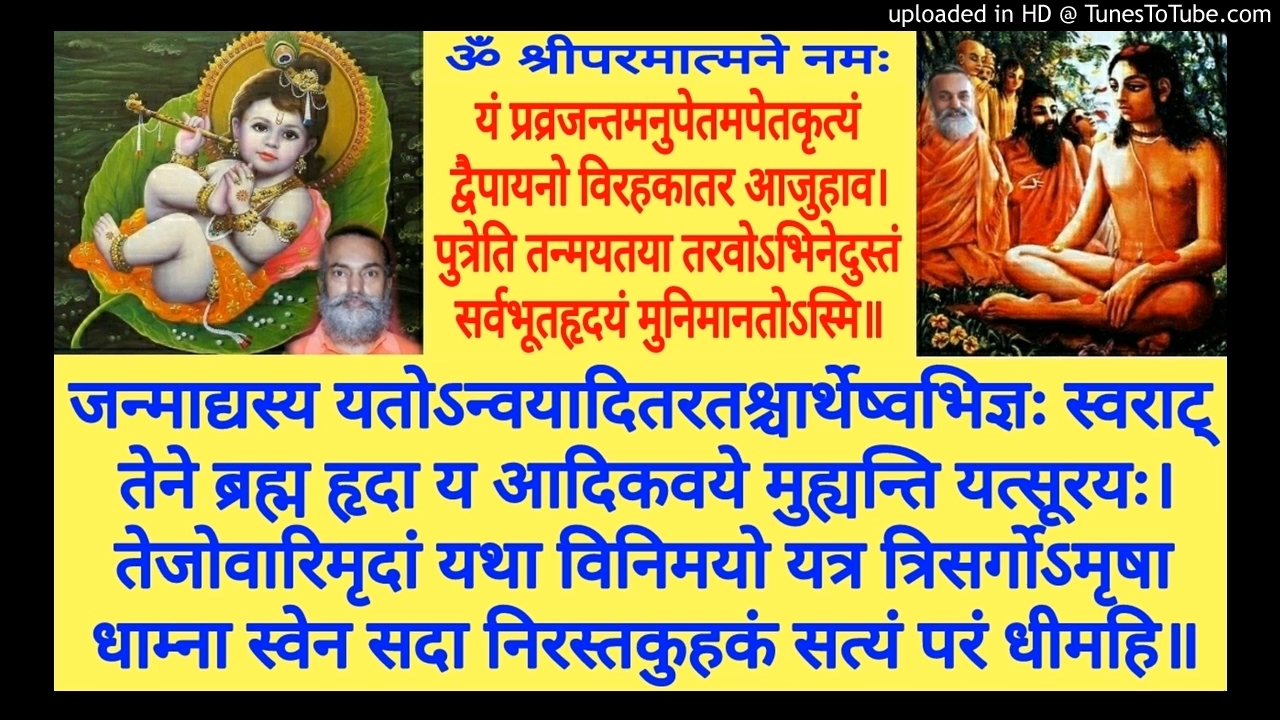 uploaded in HD @ TunesToTube.com
ॐ श्रीपरमात्मने नमः
यं प्रव्रजन्तमनुपेतमपेतकृत्यं
द्वैपायनो विरहकातर आजुहाव।
पुत्रेति तन्मयतया तरवोऽभिनेदुस्तं
सर्वभूतहृदयं मुनिमानतोऽस्मि॥
जन्माद्यस्य यतोऽन्वयादितरतश्चार्थेष्वभिज्ञः स्वराट्
तेने ब्रह्म हृदा य आदिकवये मुह्यन्ति यत्सूरयः।
तेजोवारिमृदां यथा विनिमयो यत्र त्रिसर्गोऽमृषा
धाम्ना स्वेन सदा निरस्तकुहकं सत्यं परं धीमहि॥